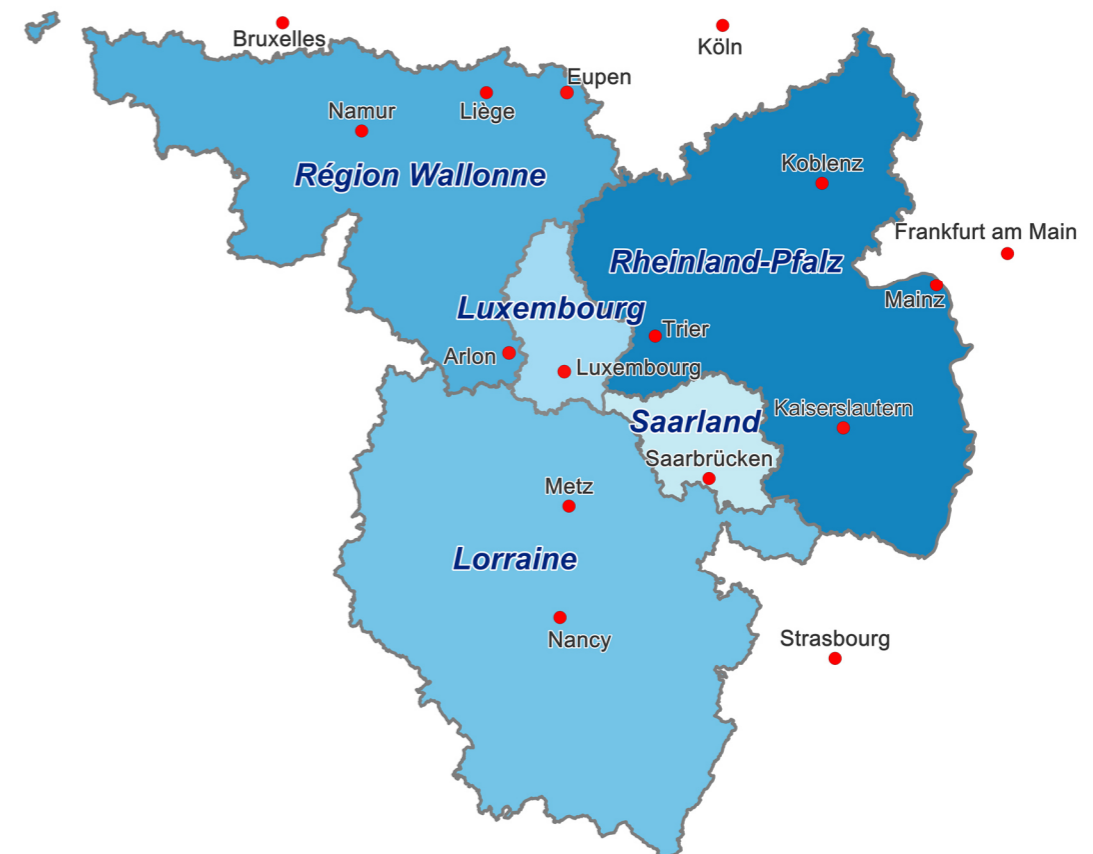 Bruxelles
Köln
Eupen
Namur
Liège
Koblenz
Région Wallonne
Frankfurt am Main
Rheinland-Pfalz
Mainz
Luxembourg
Trier
Arlon
Luxembourg
Kaiserslautern
Saarland
Saarbrücken
Metz
Lorraine
Nancy
Strasbourg